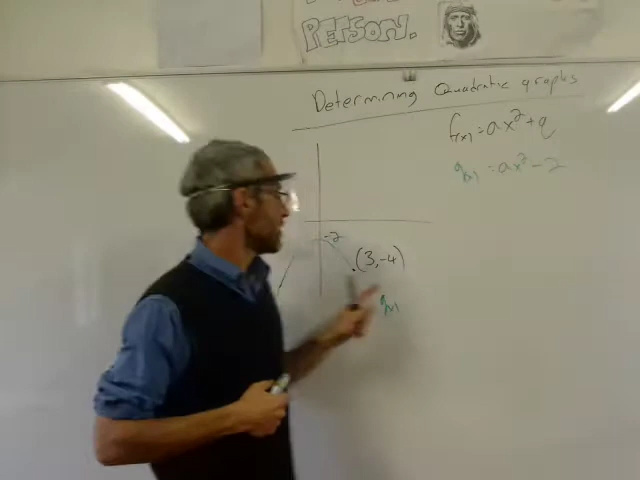 PERSON.
Determining Quadratic graphs
f(x) = ax² + q
g(x) = ax² - 2
-2
(3, -4)
g(x)